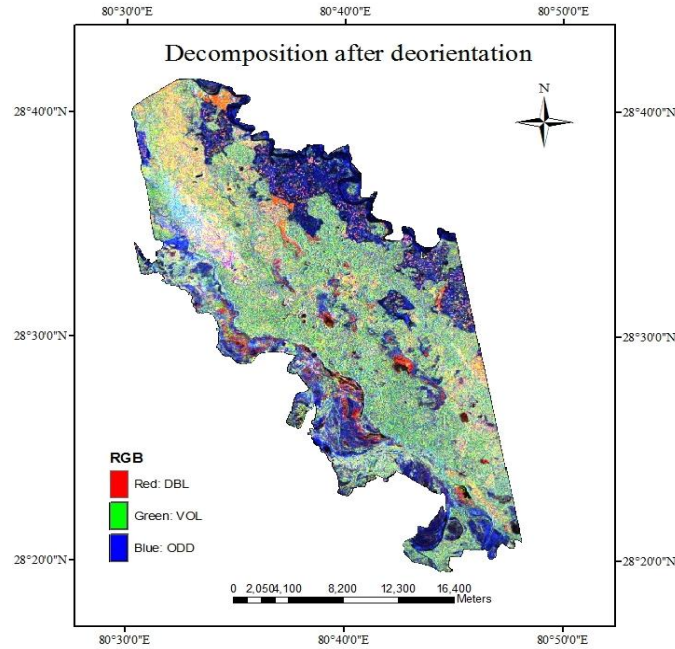 80°30'0"E 80°40'0"E 80°50'0"E
Decomposition after deorientation
N
28°40'0"N 28°40'0"N
28°30'0"N 28°30'0"N
RGB
Red: DBL
Green: VOL
Blue: ODD
28°20'0"N 28°20'0"N
0 2,0504,100 8,200 12,300 16,400
Meters
80°30'0"E 80°40'0"E 80°50'0"E